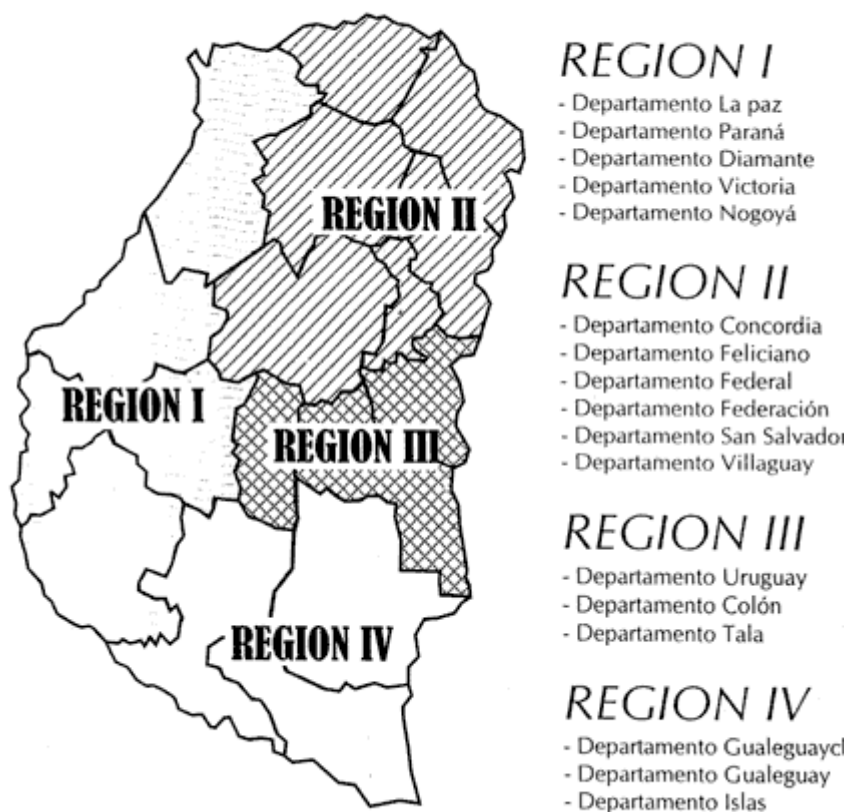 REGION II
REGION I
REGION III
REGION IV
REGION I
- Departamento La paz
- Departamento Paraná
- Departamento Diamante
- Departamento Victoria
- Departamento Nogoyá
REGION II
- Departamento Concordia
- Departamento Feliciano
- Departamento Federal
- Departamento Federación
- Departamento San Salvador
- Departamento Villaguay
REGION III
- Departamento Uruguay
- Departamento Colón
- Departamento Tala
REGION IV
- Departamento
- Departamento Gualeguay
- Departamento Islas